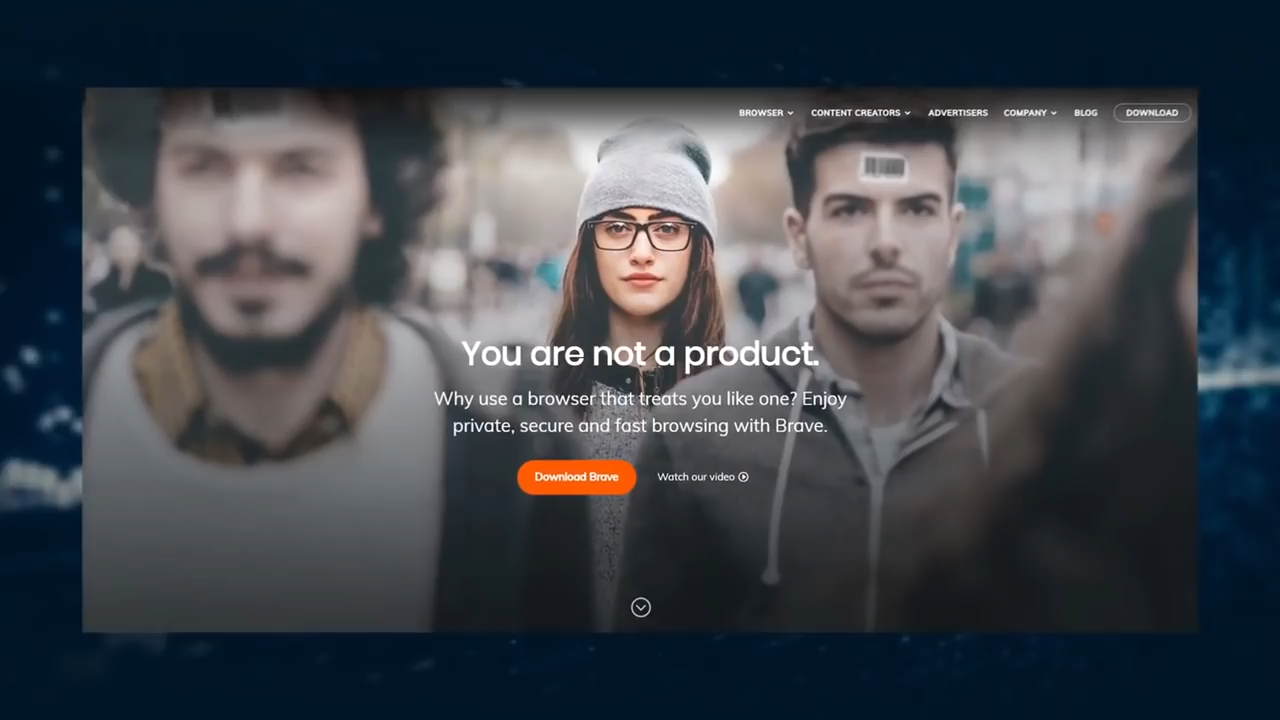 BROWSER
CONTENT CREATORS
ADVERTISERS
COMPANY
BLOG
DOWNLOAD
You are not a product.
Why use a browser that treats you like one? Enjoy
private, secure and fast browsing with Brave.
Download Brave
Watch our video